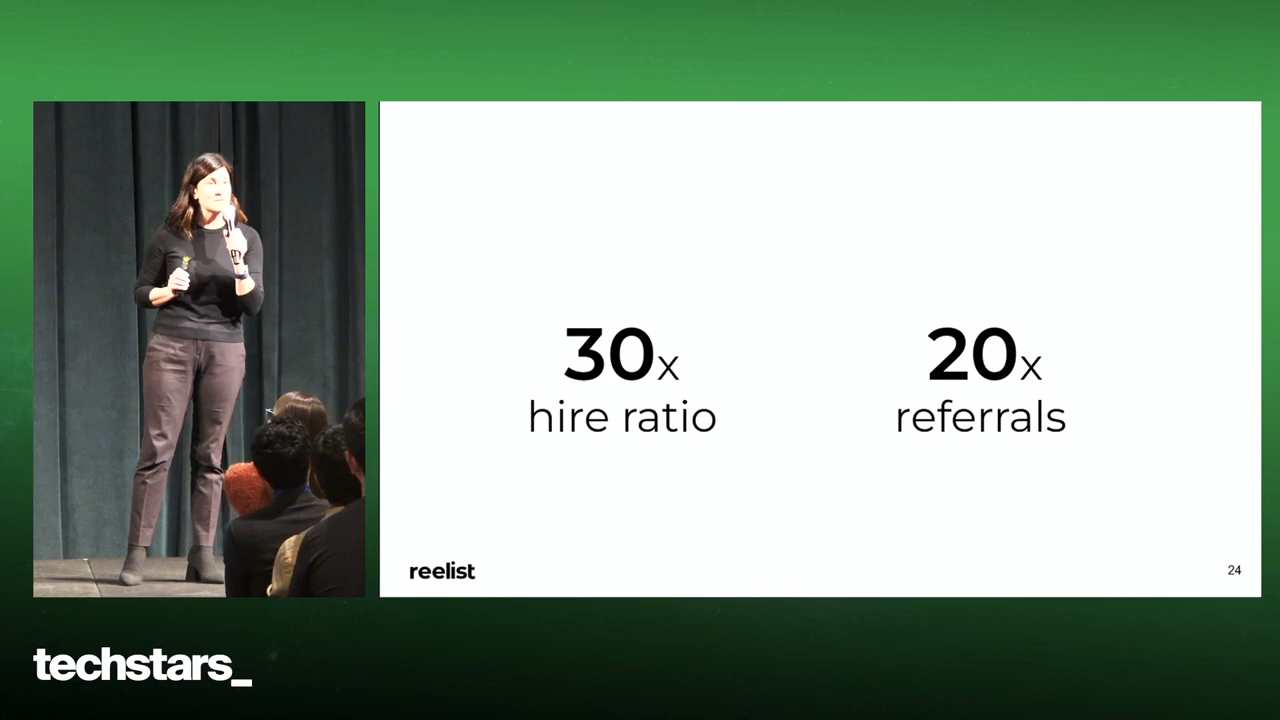 30x
hire ratio
20x
referrals
reelist
24
techstars_